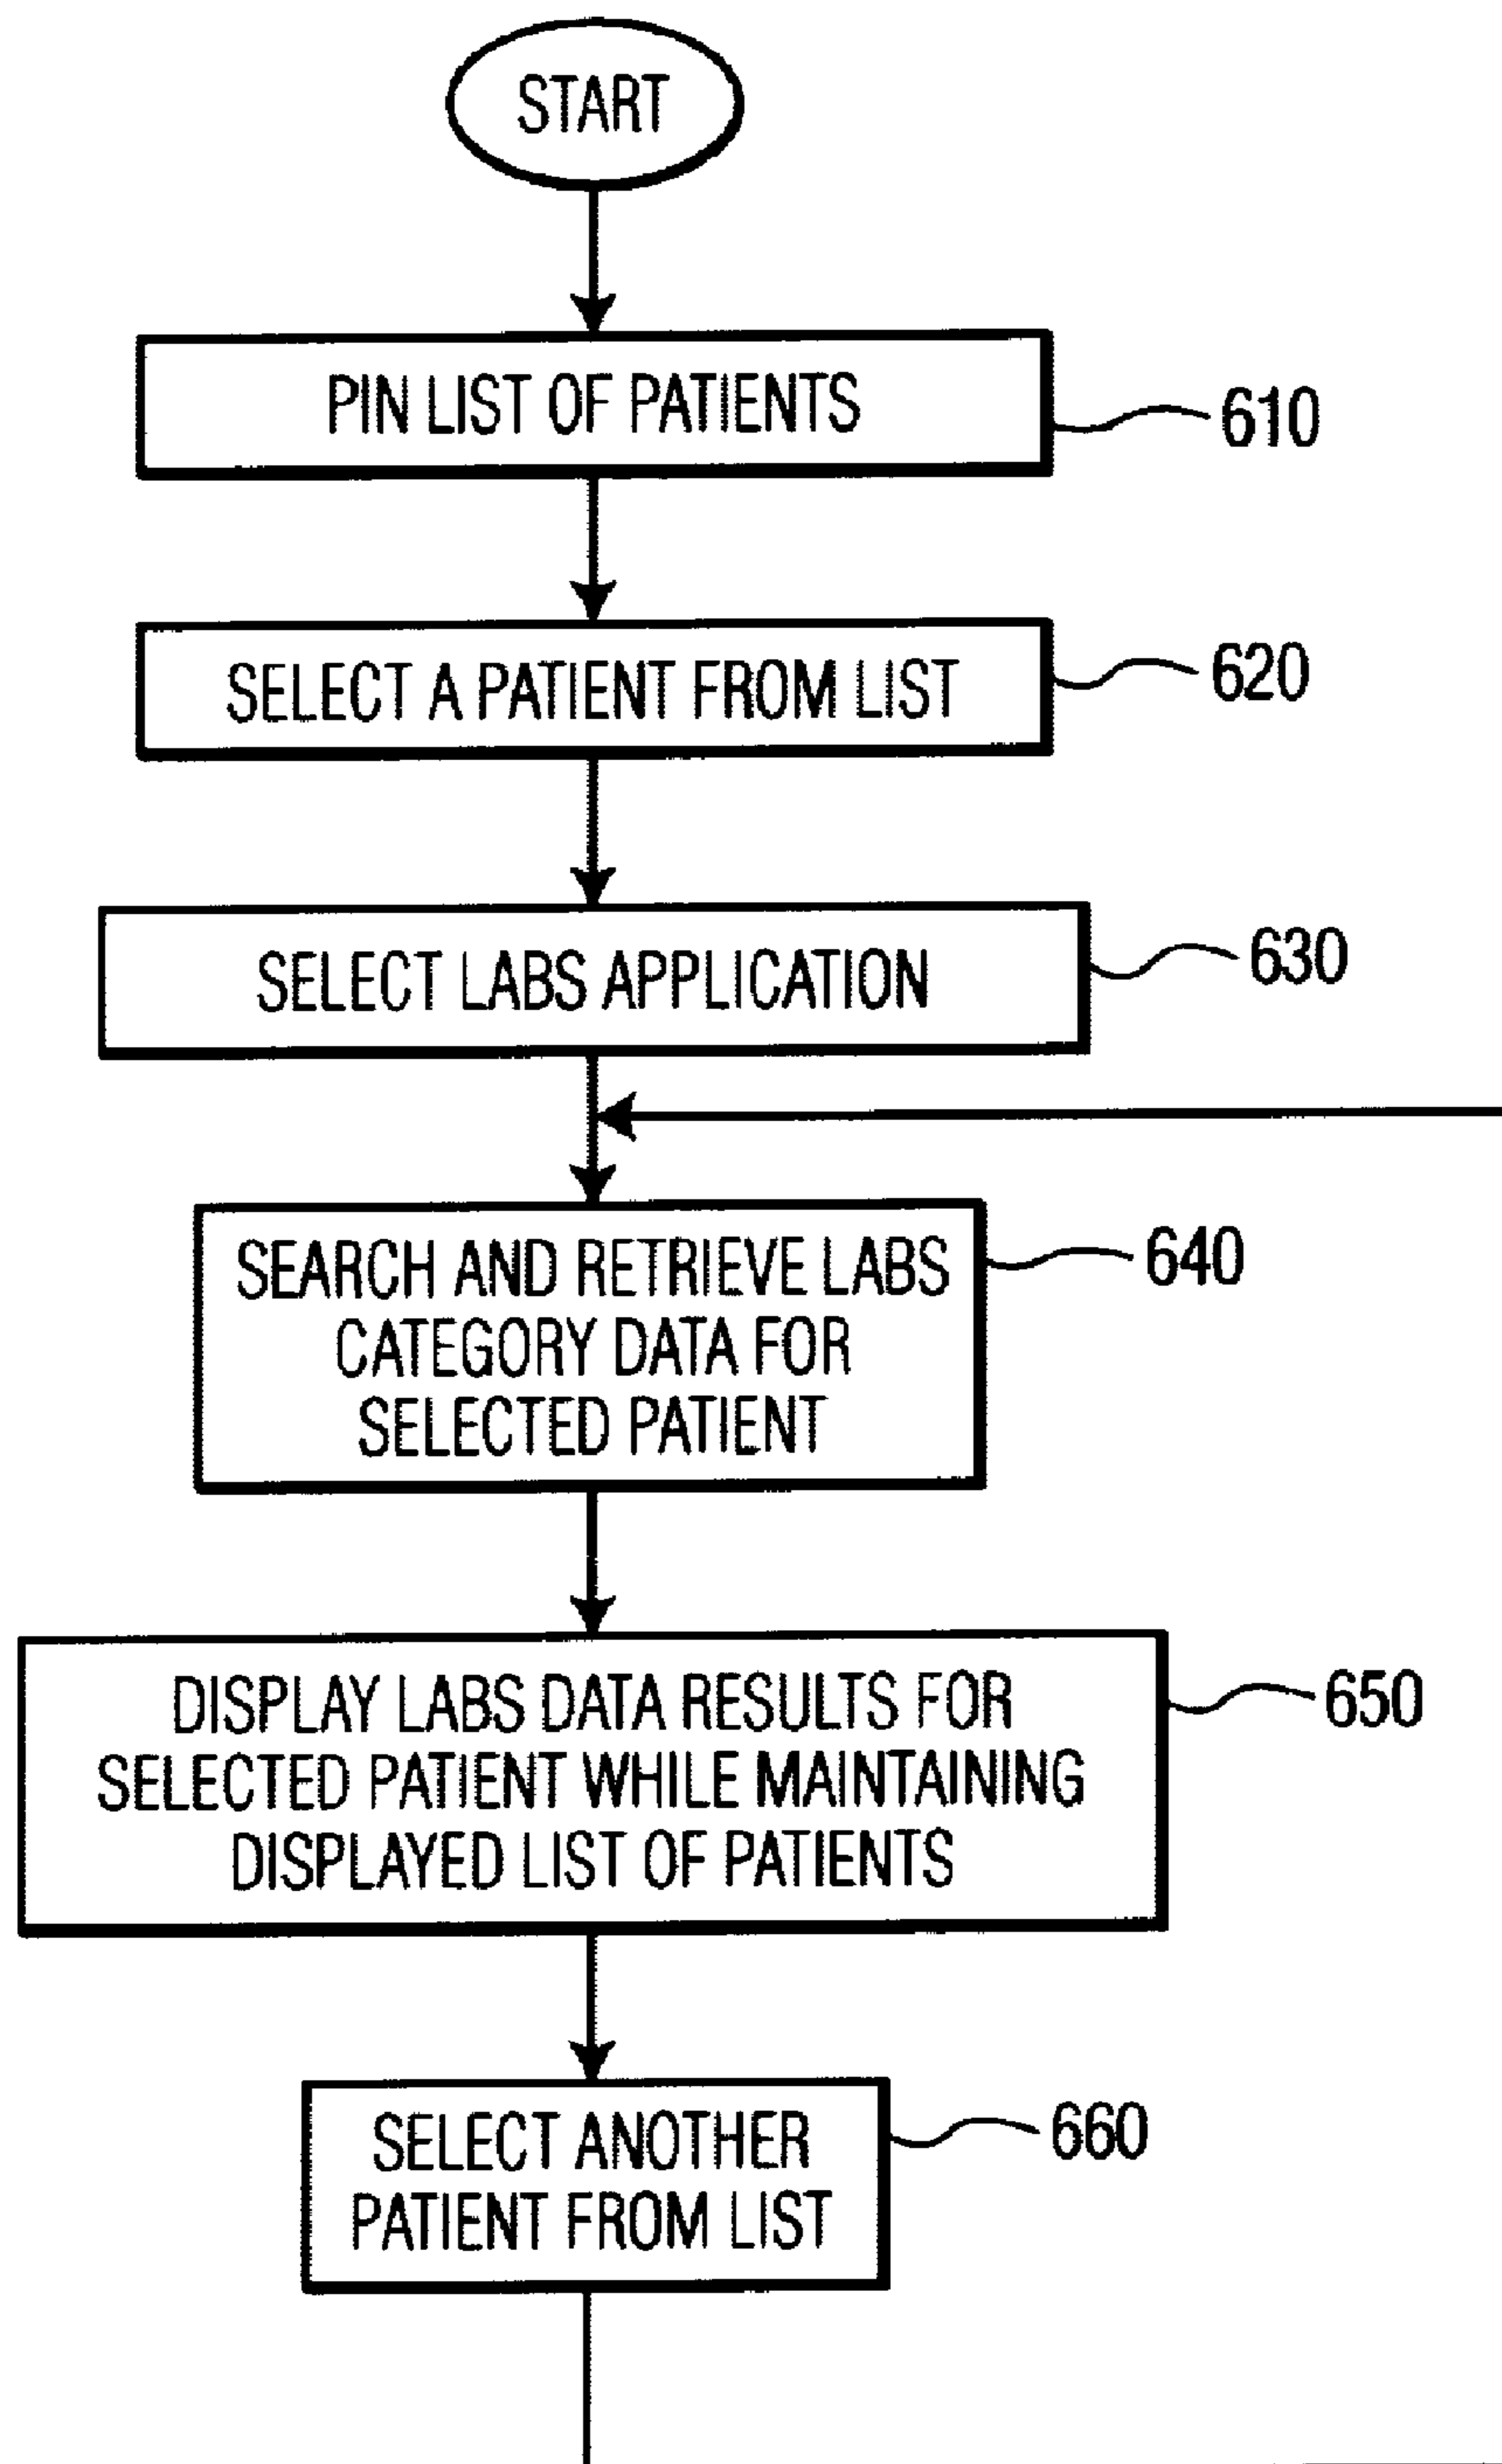 START
PIN LIST OF PATIENTS
610
SELECT A PATIENT FROM LIST
620
SELECT LABS APPLICATION
630
SEARCH AND RETRIEVE LABS
CATEGORY DATA FOR
SELECTED PATIENT
640
DISPLAY LABS DATA RESULTS FOR
SELECTED PATIENT WHILE MAINTAINING
DISPLAYED LIST OF PATIENTS
650
SELECT ANOTHER
PATIENT FROM LIST
660